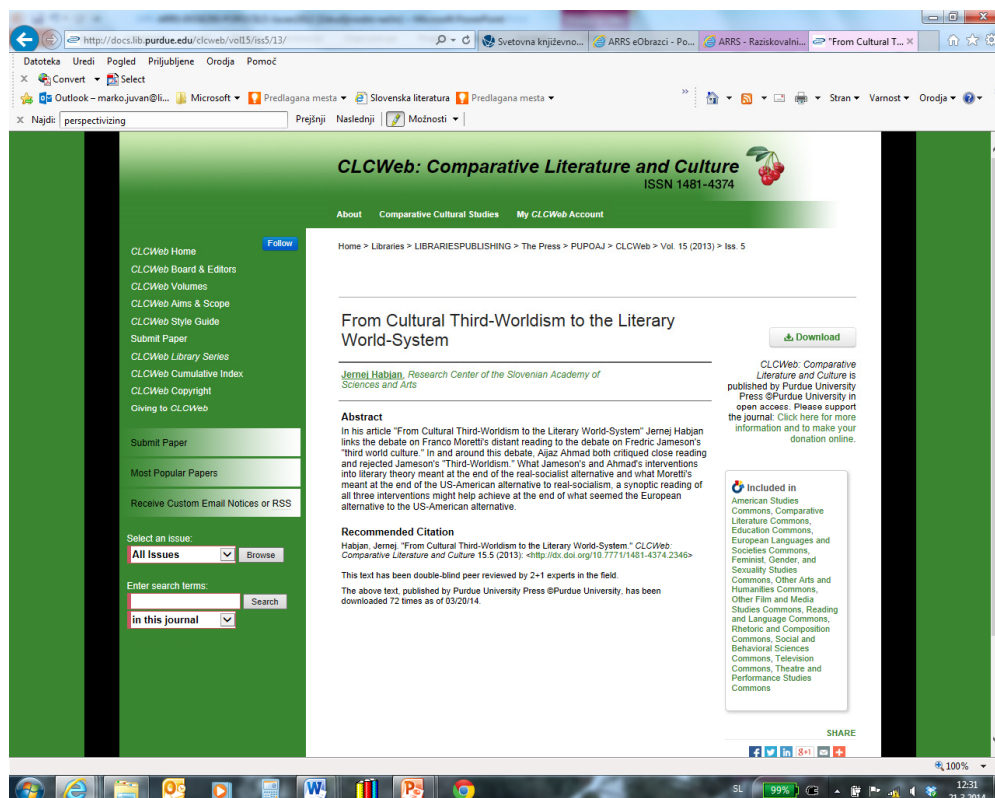 http://docs.lib.purdue.edu/clcweb/vol15/iss5/13/
Svetovna književno...
ARRS eObrazci - Po...
ARRS - Raziskovalni...
"From Cultural T...
Datoteka Uredi Pogled Priljubljene Orodja Pomoč
Convert Select
Outlook – marko.juvan@li... Microsoft Predlagana mesta Slovenska literatura Predlagana mesta
Stran Varnost Orodja
Najdi: perspectivizing Prejšnji Naslednji Možnosti
CLCWeb: Comparative Literature and Culture
ISSN 1481-4374
About Comparative Cultural Studies My CLCWeb Account
Follow
CLCWeb Home
CLCWeb Board & Editors
CLCWeb Volumes
CLCWeb Aims & Scope
CLCWeb Style Guide
Submit Paper
CLCWeb Library Series
CLCWeb Cumulative Index
CLCWeb Copyright
Giving to CLCWeb
Submit Paper
Most Popular Papers
Receive Custom Email Notices or RSS
Select an issue:
All Issues Browse
Enter search terms:
Search
in this journal
Home > Libraries > LIBRARIESPUBLISHING > The Press > PUPOAJ > CLCWeb > Vol. 15 (2013) > Iss. 5
From Cultural Third-Worldism to the Literary
World-System
Jernej Habjan, Research Center of the Slovenian Academy of
Sciences and Arts
Abstract
In his article "From Cultural Third-Worldism to the Literary World-System" Jernej Habjan
links the debate on Franco Moretti's distant reading to the debate on Fredric Jameson's
"third world culture." In and around this debate, Aijaz Ahmad both critiqued close reading
and rejected Jameson's "Third-Worldism." What Jameson's and Ahmad's interventions
into literary theory meant at the end of the real-socialist alternative and what Moretti's
meant at the end of the US-American alternative to real-socialism, a synoptic reading of
all three interventions might help achieve at the end of what seemed the European
alternative to the US-American alternative.
Recommended Citation
Habjan, Jernej. "From Cultural Third-Worldism to the Literary World-System." CLCWeb:
Comparative Literature and Culture 15.5 (2013): <http://dx.doi.org/10.7771/1481-4374.2346>
This text has been double-blind peer reviewed by 2+1 experts in the field.
The above text, published by Purdue University Press ©Purdue University, has been
downloaded 72 times as of 03/20/14.
Download
CLCWeb: Comparative
Literature and Culture is
published by Purdue University
Press ©Purdue University in
open access. Please support
the journal: Click here for more
information and to make your
donation online.
Included in
American Studies
Commons, Comparative
Literature Commons,
Education Commons,
European Languages and
Societies Commons,
Feminist, Gender, and
Sexuality Studies
Commons, Other Arts and
Humanities Commons,
Other Film and Media
Studies Commons, Reading
and Language Commons,
Rhetoric and Composition
Commons, Social and
Behavioral Sciences
Commons, Television
Commons, Theatre and
Performance Studies
Commons
SHARE
100%
SL 99% 12:31
21.3.2014